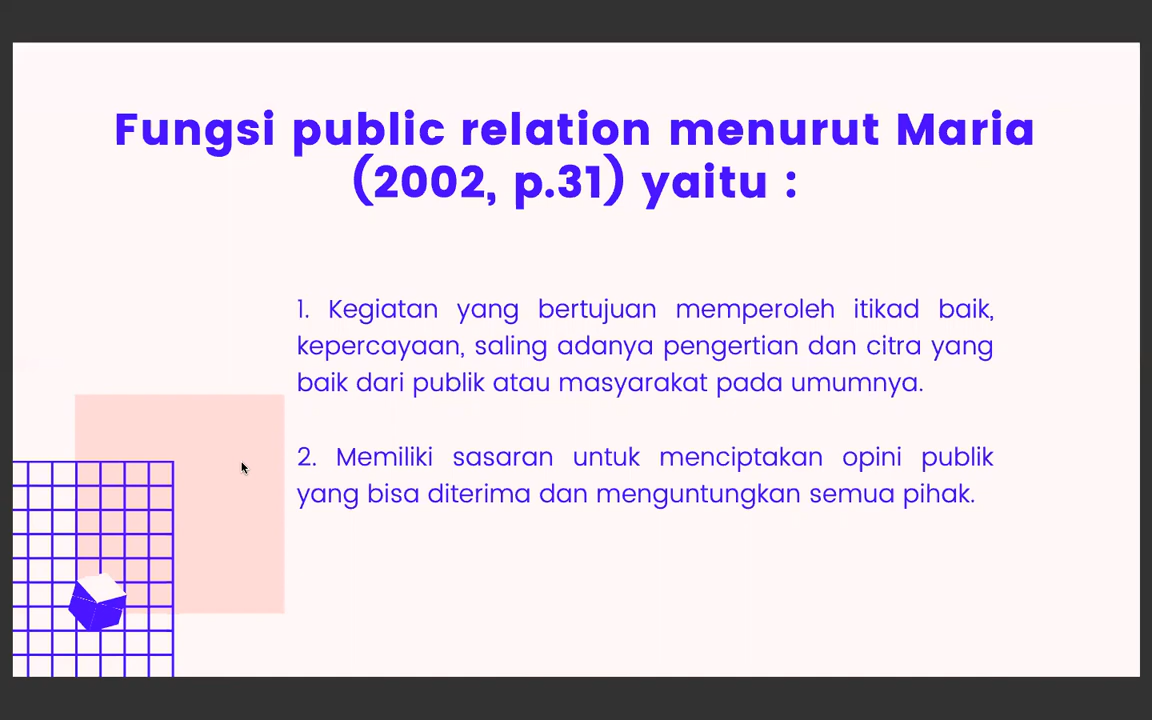 Fungsi public relation menurut Maria
(2002, p.31) yaitu :
1. Kegiatan yang bertujuan memperoleh itikad baik,
kepercayaan, saling adanya pengertian dan citra yang
baik dari publik atau masyarakat pada umumnya.
2. Memiliki sasaran untuk menciptakan opini publik
yang bisa diterima dan menguntungkan semua pihak.